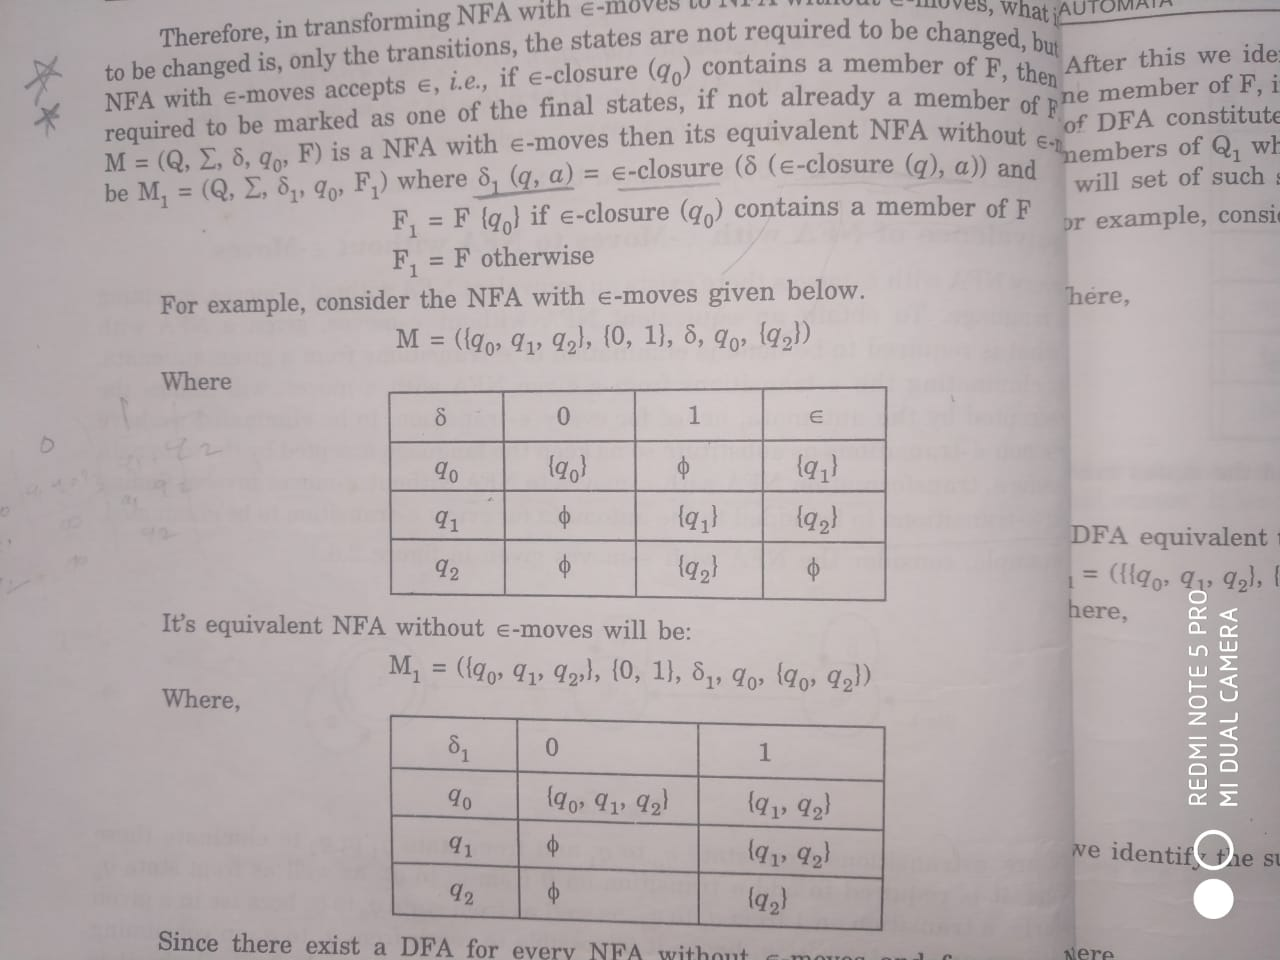 Therefore, in transforming NFA with ∈-moves to NFA without ∈-moves, what
to be changed is, only the transitions, the states are not required to be changed, but
NFA with ∈-moves accepts ∈, i.e., if ∈-closure (q₀) contains a member of F, then
required to be marked as one of the final states, if not already a member of F
M = (Q, Σ, δ, q₀, F) is a NFA with ∈-moves then its equivalent NFA without ∈-
be M₁ = (Q, Σ, δ₁, q₀, F₁) where δ₁ (q, a) = ∈-closure (δ (∈-closure (q), a)) and
F₁ = F {q₀} if ∈-closure (q₀) contains a member of F
F₁ = F otherwise
For example, consider the NFA with ∈-moves given below.
M = ({q₀, q₁, q₂}, {0, 1}, δ, q₀, {q₂})
Where
δ 0 1 ∈
q₀ {q₀} ϕ {q₁}
q₁ ϕ {q₁} {q₂}
q₂ ϕ {q₂} ϕ
It's equivalent NFA without ∈-moves will be:
M₁ = ({q₀, q₁, q₂,}, {0, 1}, δ₁, q₀, {q₀, q₂})
Where,
δ₁ 0 1
q₀ {q₀, q₁, q₂} {q₁, q₂}
q₁ ϕ {q₁, q₂}
q₂ ϕ {q₂}
Since there exist a DFA for every NFA without ∈-moves and
AUTOMATA
After this we ide
ne member of F, i
of DFA constitute
members of Q₁ wh
will set of such s
or example, consi
here,
DFA equivalent t
₁ = ({{q₀, q₁, q₂}, {
here,
we identify the su
here
REDMI NOTE 5 PRO
MI DUAL CAMERA